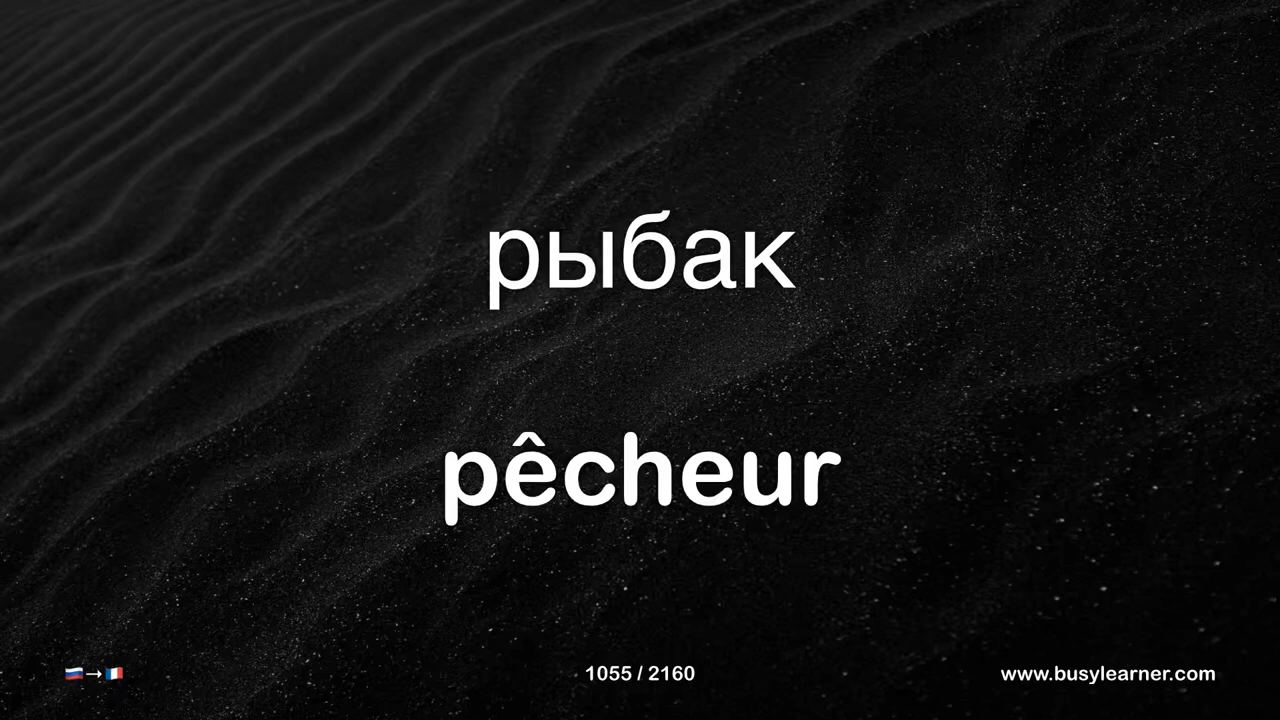 рыбак
pêcheur
🇷🇺→🇫🇷
1055 / 2160
www.busylearner.com